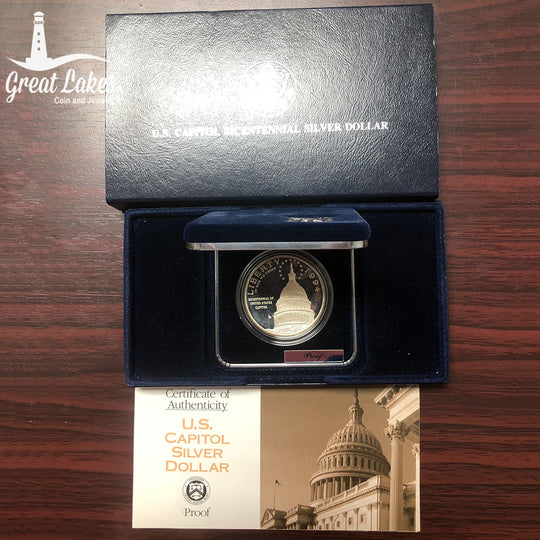 Great Lakes
Coin and Jewelry
U.S. CAPITOL BICENTENNIAL SILVER DOLLAR
LIBERTY 1994
BICENTENNIAL OF
UNITED STATES
CAPITOL
Proof
Certificate of
Authenticity
U.S.
CAPITOL
SILVER
DOLLAR
Proof